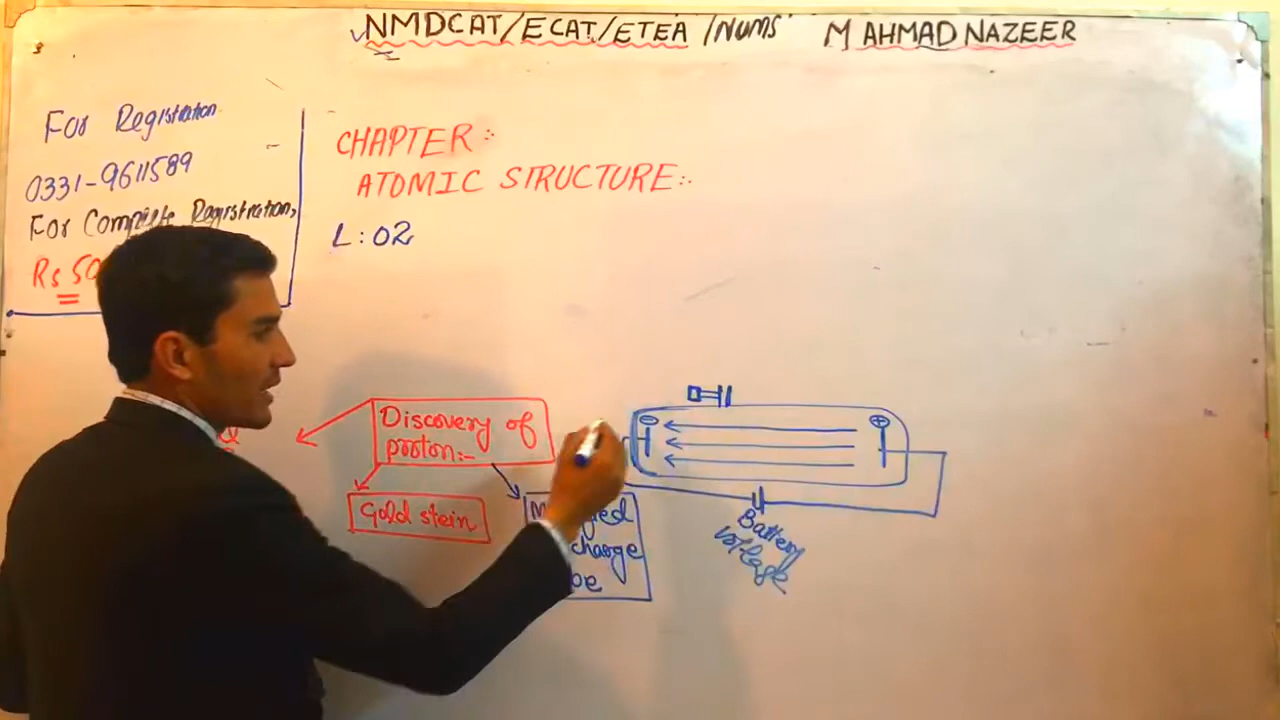 NMDCAT/ECAT/ETEA/NUMS M AHMAD NAZEER
For Registration
0331-9611589
For Complete Registration,
Rs 50
CHAPTER:-
ATOMIC STRUCTURE:-
L:02
Discovery of
proton:-
Gold stein
charge
Battery
voltage